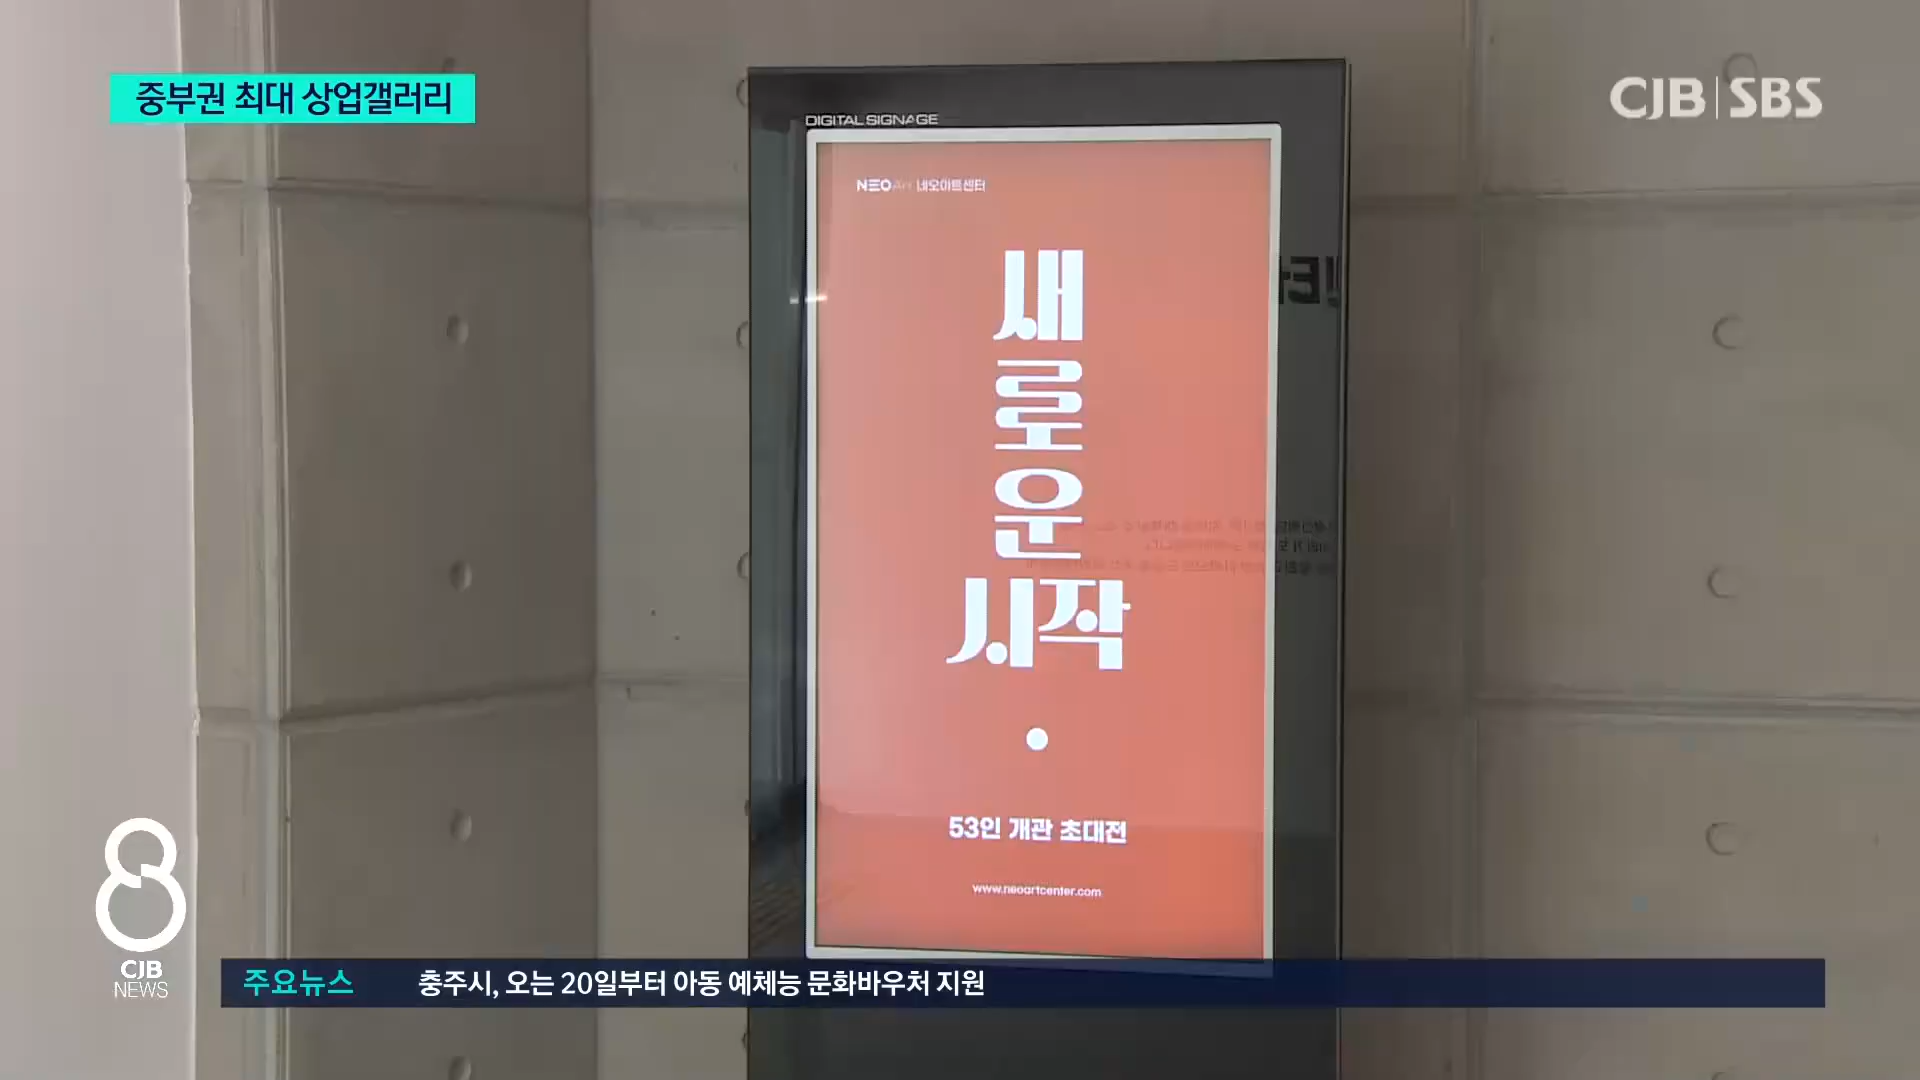 중부권 최대 상업갤러리
CJB SBS
DIGITAL SIGNAGE
NEO Art 네오아트센터
새
로
운
시작
53인 개관 초대전
www.neoartcenter.com
8
CJB
NEWS
주요뉴스 충주시, 오는 20일부터 아동 예체능 문화바우처 지원